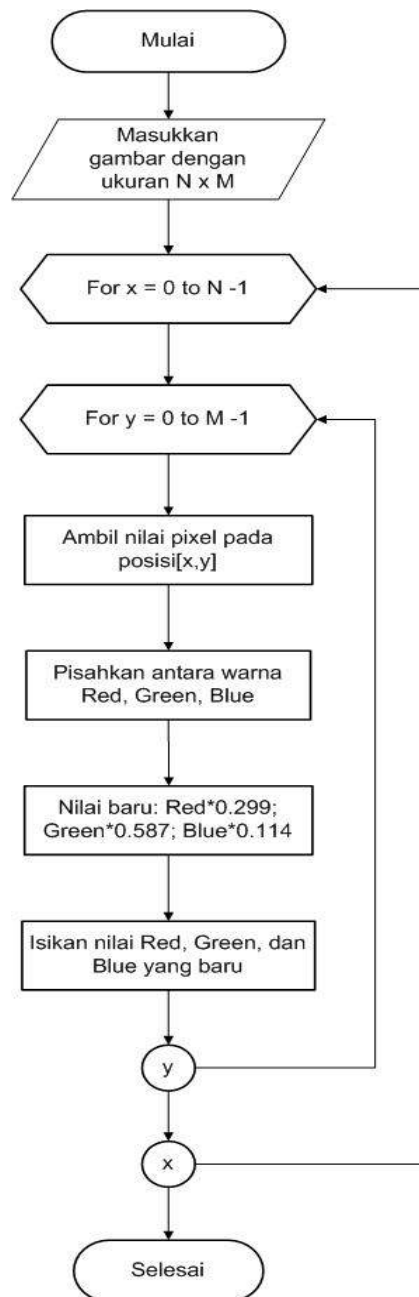 Mulai
Masukkan
gambar dengan
ukuran N x M
For x = 0 to N -1
For y = 0 to M -1
Ambil nilai pixel pada
posisi[x,y]
Pisahkan antara warna
Red, Green, Blue
Nilai baru: Red*0.299;
Green*0.587; Blue*0.114
Isikan nilai Red, Green, dan
Blue yang baru
y
x
Selesai